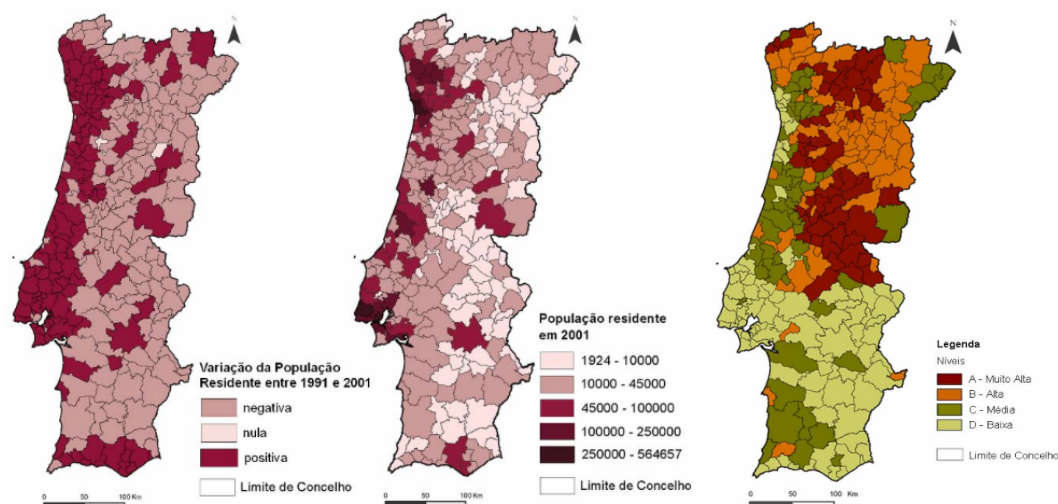 N
Variação da População
Residente entre 1991 e 2001
negativa
nula
positiva
Limite de Concelho
0 50 100 Km
N
População residente
em 2001
1924 - 10000
10000 - 45000
45000 - 100000
100000 - 250000
250000 - 564657
Limite de Concelho
0 50 100 Km
N
Legenda
Níveis
A - Muito Alta
B - Alta
C - Média
D - Baixa
Limite de Concelho
0 50 100 Km